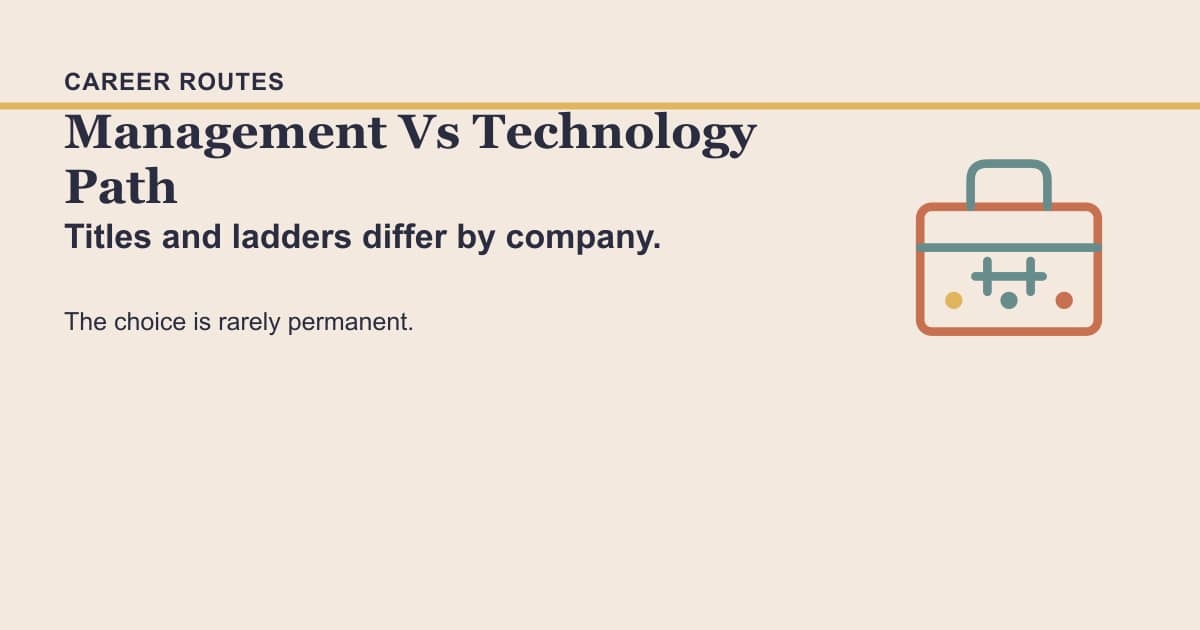 CAREER ROUTES
Management Vs Technology
Path
Titles and ladders differ by company.
The choice is rarely permanent.